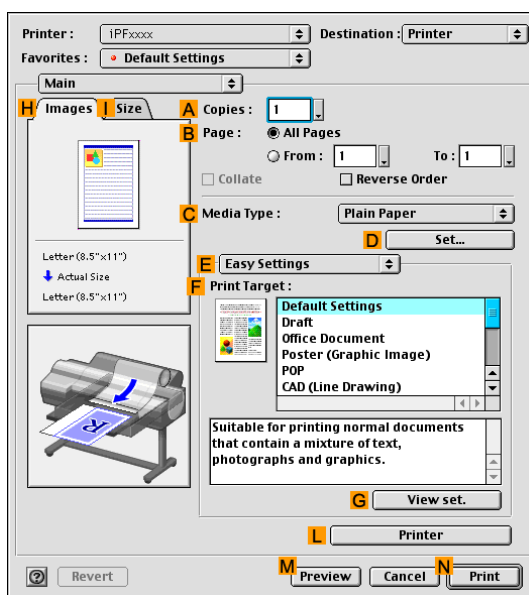 Printer : iPFxxxx Destination : Printer
Favorites : Default Settings
Main
H Images I Size
A Copies : 1
B Page : All Pages
From : 1 To : 1
Collate Reverse Order
C Media Type : Plain Paper
D Set...
Letter (8.5"x11")
Actual Size
Letter (8.5"x11")
E Easy Settings
F Print Target :
Default Settings
Draft
Office Document
Poster (Graphic Image)
POP
CAD (Line Drawing)
R
Suitable for printing normal documents
that contain a mixture of text,
photographs and graphics.
G View set.
L Printer
? Revert M Preview Cancel N Print